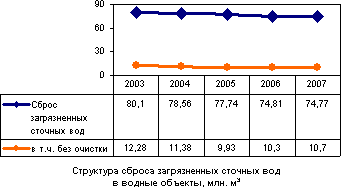 90
60
30
0
2003 2004 2005 2006 2007
Сброс загрязненных сточных вод 80,1 78,56 77,74 74,81 74,77
в т.ч. без очистки 12,28 11,38 9,93 10,3 10,7
Структура сброса загрязненных сточных вод
в водные объекты, млн. м³